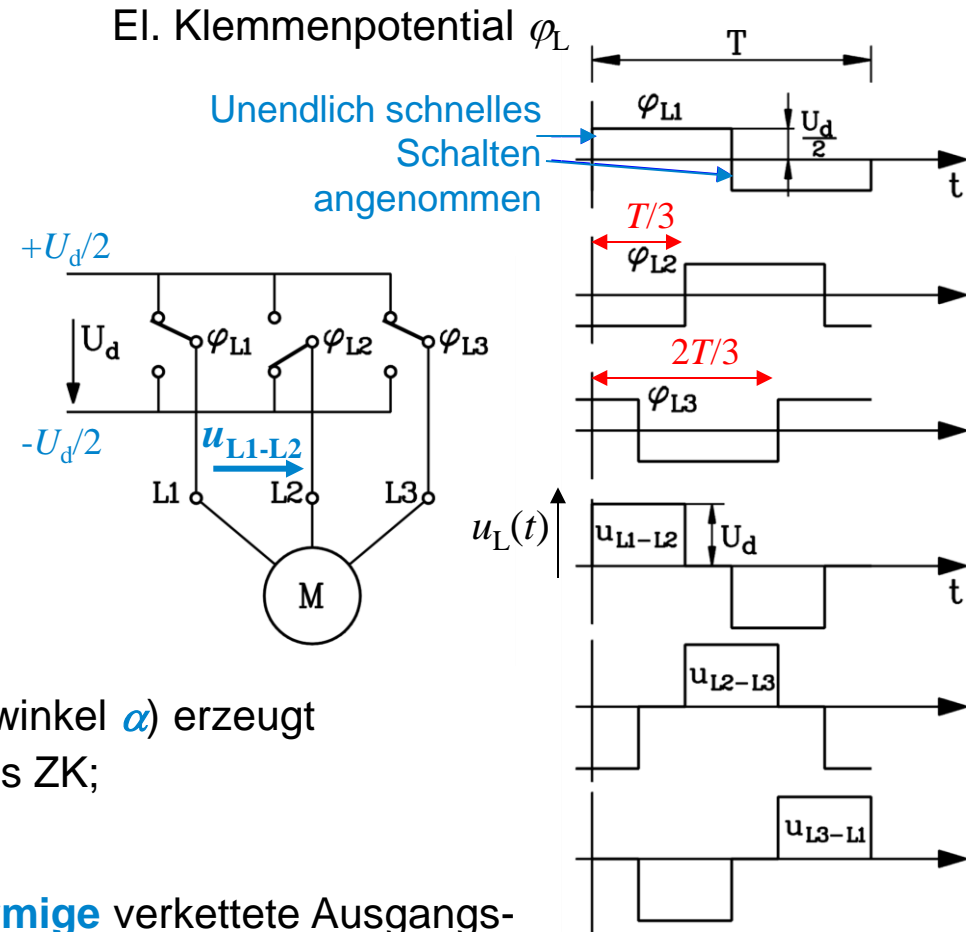 El. Klemmenpotential φL
Unendlich schnelles
Schalten
angenommen
T
φL1
Ud/2
t
T/3
φL2
2T/3
φL3
+Ud/2
Ud
φL1
φL2
φL3
-Ud/2
uL1-L2
L1
L2
L3
M
uL(t)
uL1-L2
Ud
t
uL2-L3
uL3-L1
winkel α) erzeugt
s ZK;
mige verkettete Ausgangs-